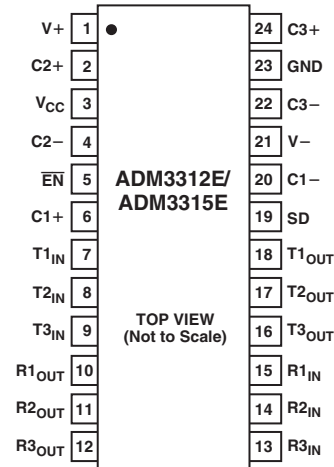 V+ 1 24 C3+
C2+ 2 23 GND
VCC 3 22 C3−
C2− 4 21 V−
EN 5 20 C1−
ADM3312E/
ADM3315E
C1+ 6 19 SD
T1IN 7 18 T1OUT
T2IN 8 17 T2OUT
TOP VIEW
(Not to Scale)
T3IN 9 16 T3OUT
R1OUT 10 15 R1IN
R2OUT 11 14 R2IN
R3OUT 12 13 R3IN